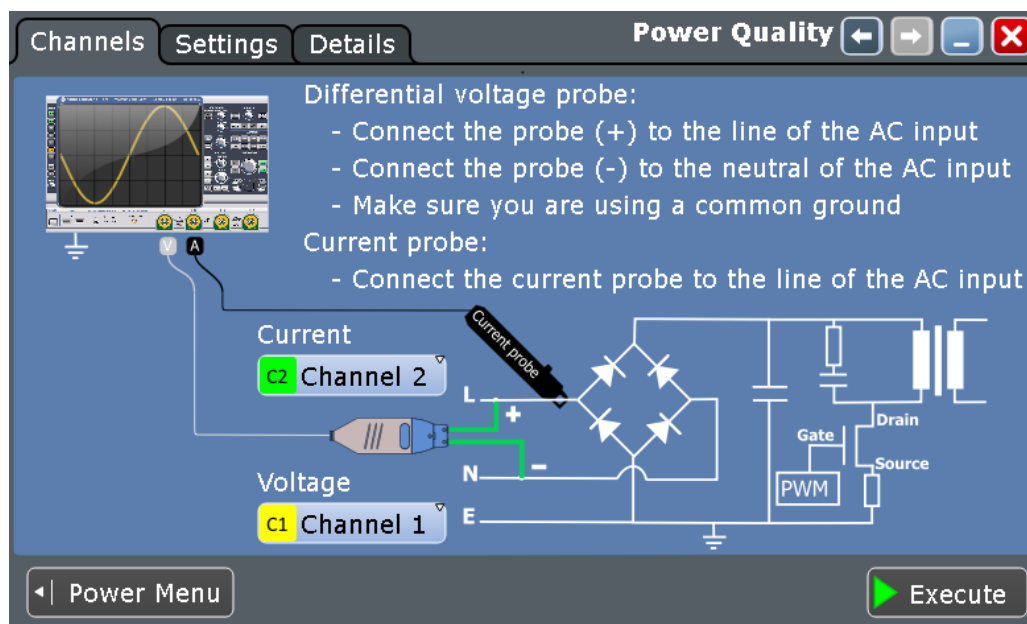 Channels Settings Details Power Quality
Differential voltage probe:
- Connect the probe (+) to the line of the AC input
- Connect the probe (-) to the neutral of the AC input
- Make sure you are using a common ground
Current probe:
- Connect the current probe to the line of the AC input
V A
Current probe
Current
C2 Channel 2
L
+
Drain
Gate
Source
N
-
PWM
Voltage
C1 Channel 1
E
Power Menu
Execute